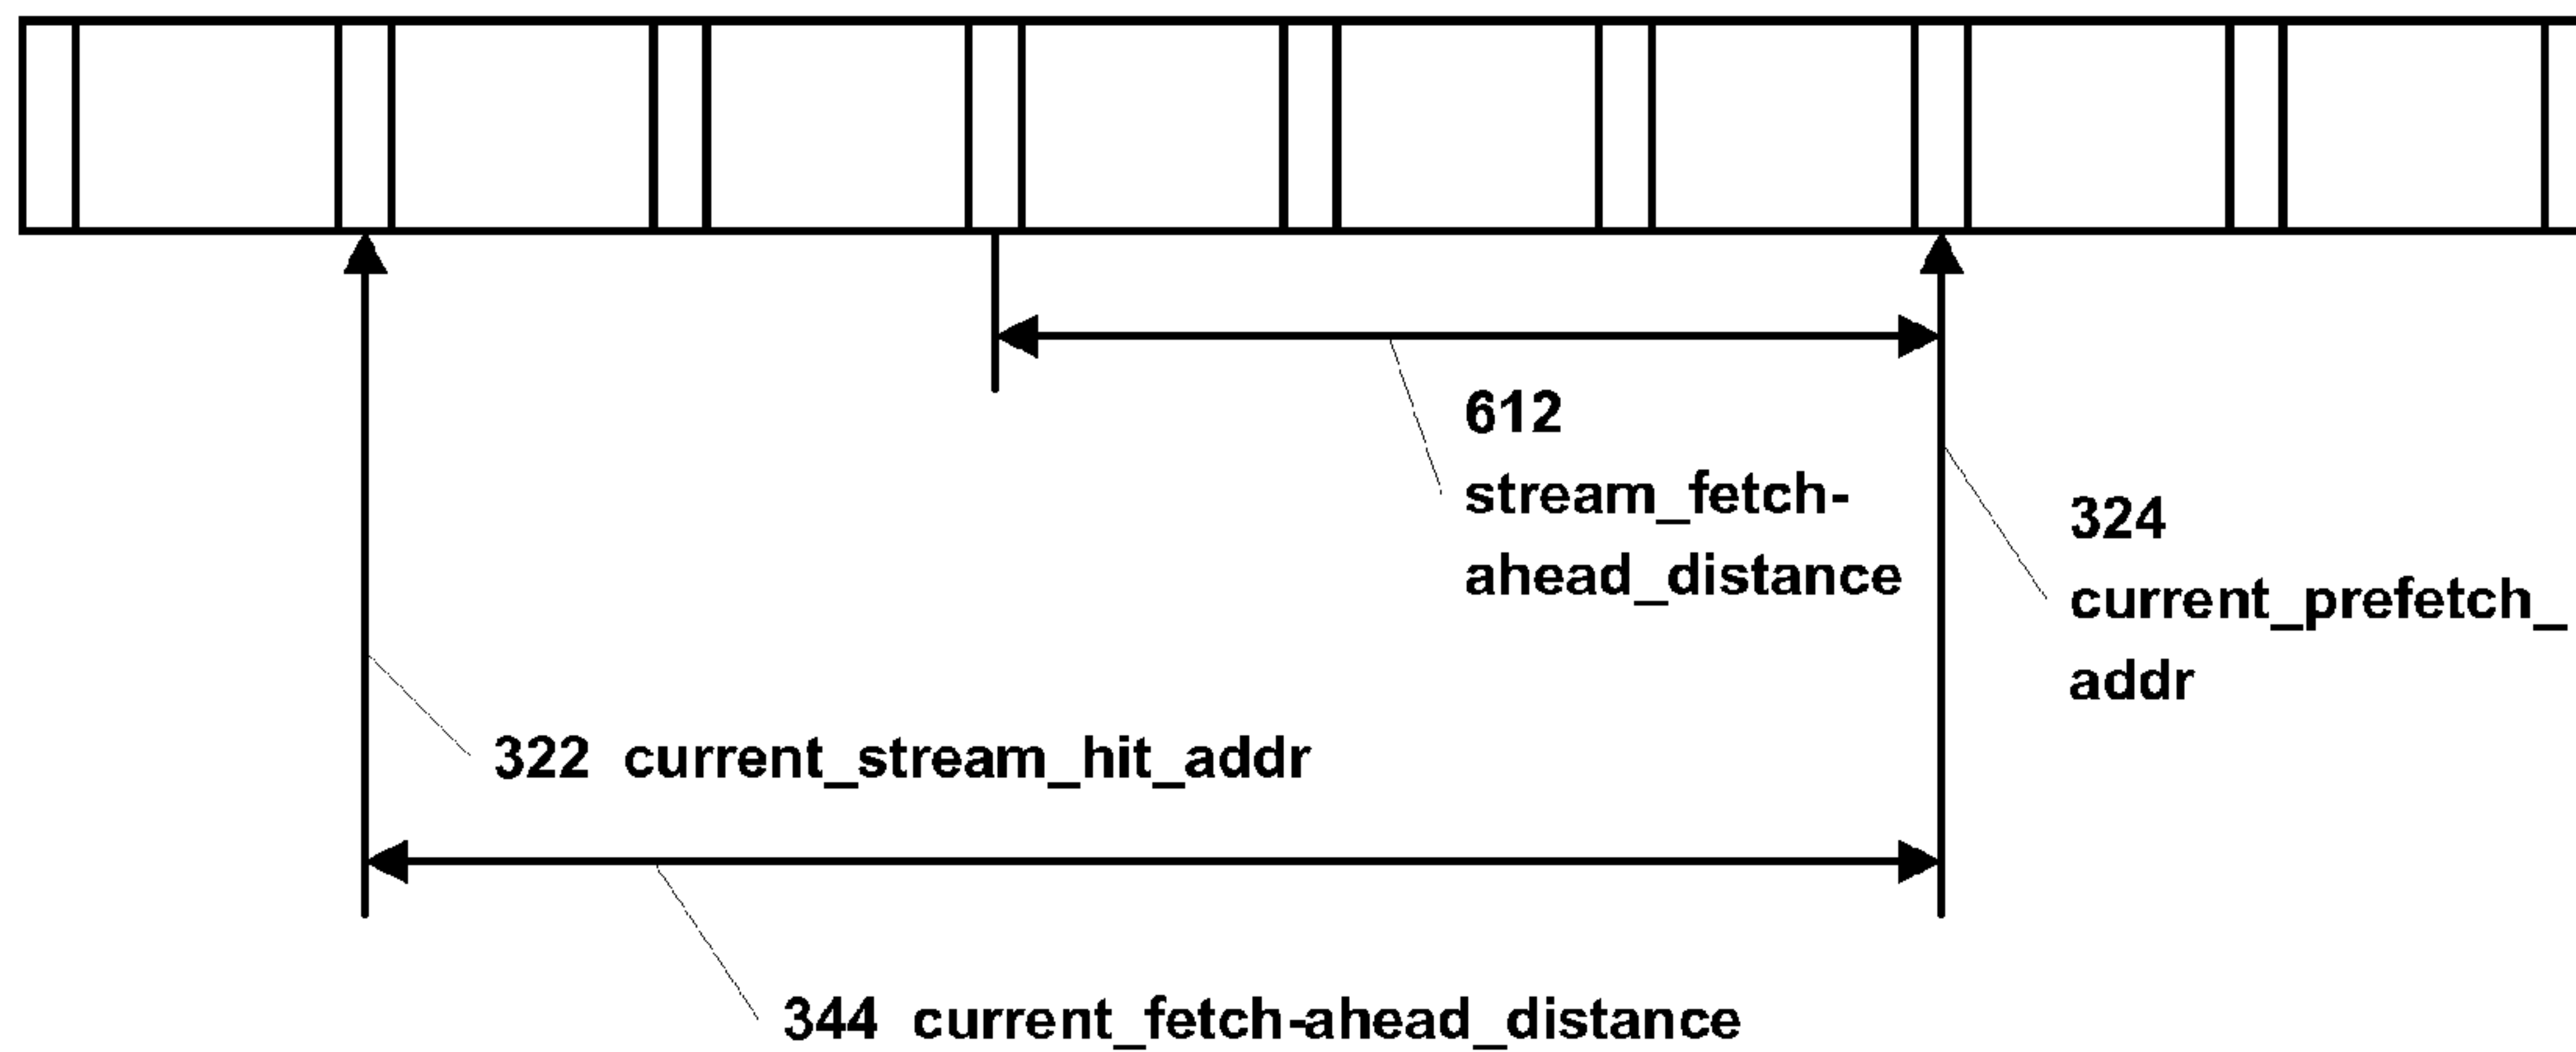 612
stream_fetch-
ahead_distance
324
current_prefetch_
addr
322 current_stream_hit_addr
344 current_fetch-ahead_distance